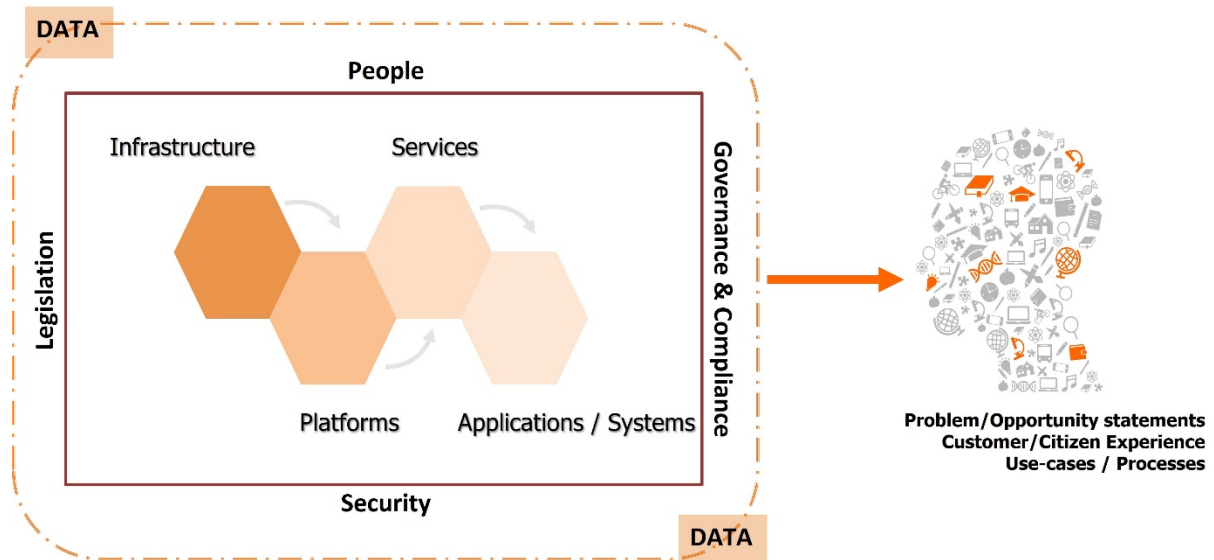 DATA
People
Infrastructure
Services
Legislation
Governance & Compliance
Platforms
Applications / Systems
Security
DATA
Problem/Opportunity statements
Customer/Citizen Experience
Use-cases / Processes